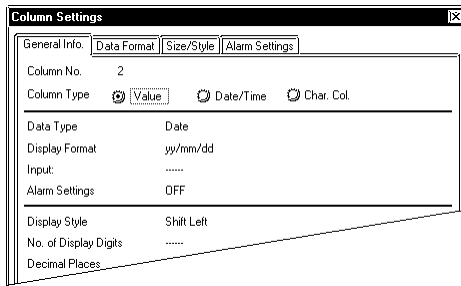 Column Settings
General Info. Data Format Size/Style Alarm Settings
Column No. 2
Column Type Value Date/Time Char. Col.
Data Type Date
Display Format yy/mm/dd
Input: ------
Alarm Settings OFF
Display Style Shift Left
No. of Display Digits ------
Decimal Places